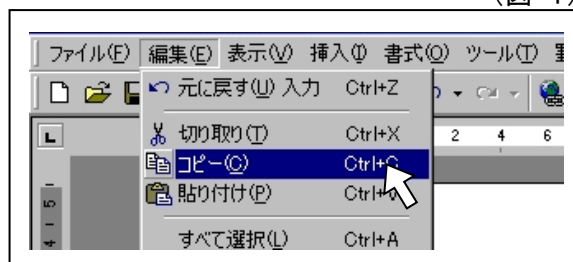 (図 1)
ファイル(F) 編集(E) 表示(V) 挿入(I) 書式(O) ツール(T)
元に戻す(U) 入力 Ctrl+Z
切り取り(T) Ctrl+X
2 4 6
コピー(C) Ctrl+C
貼り付け(P) Ctrl+V
すべて選択(L) Ctrl+A